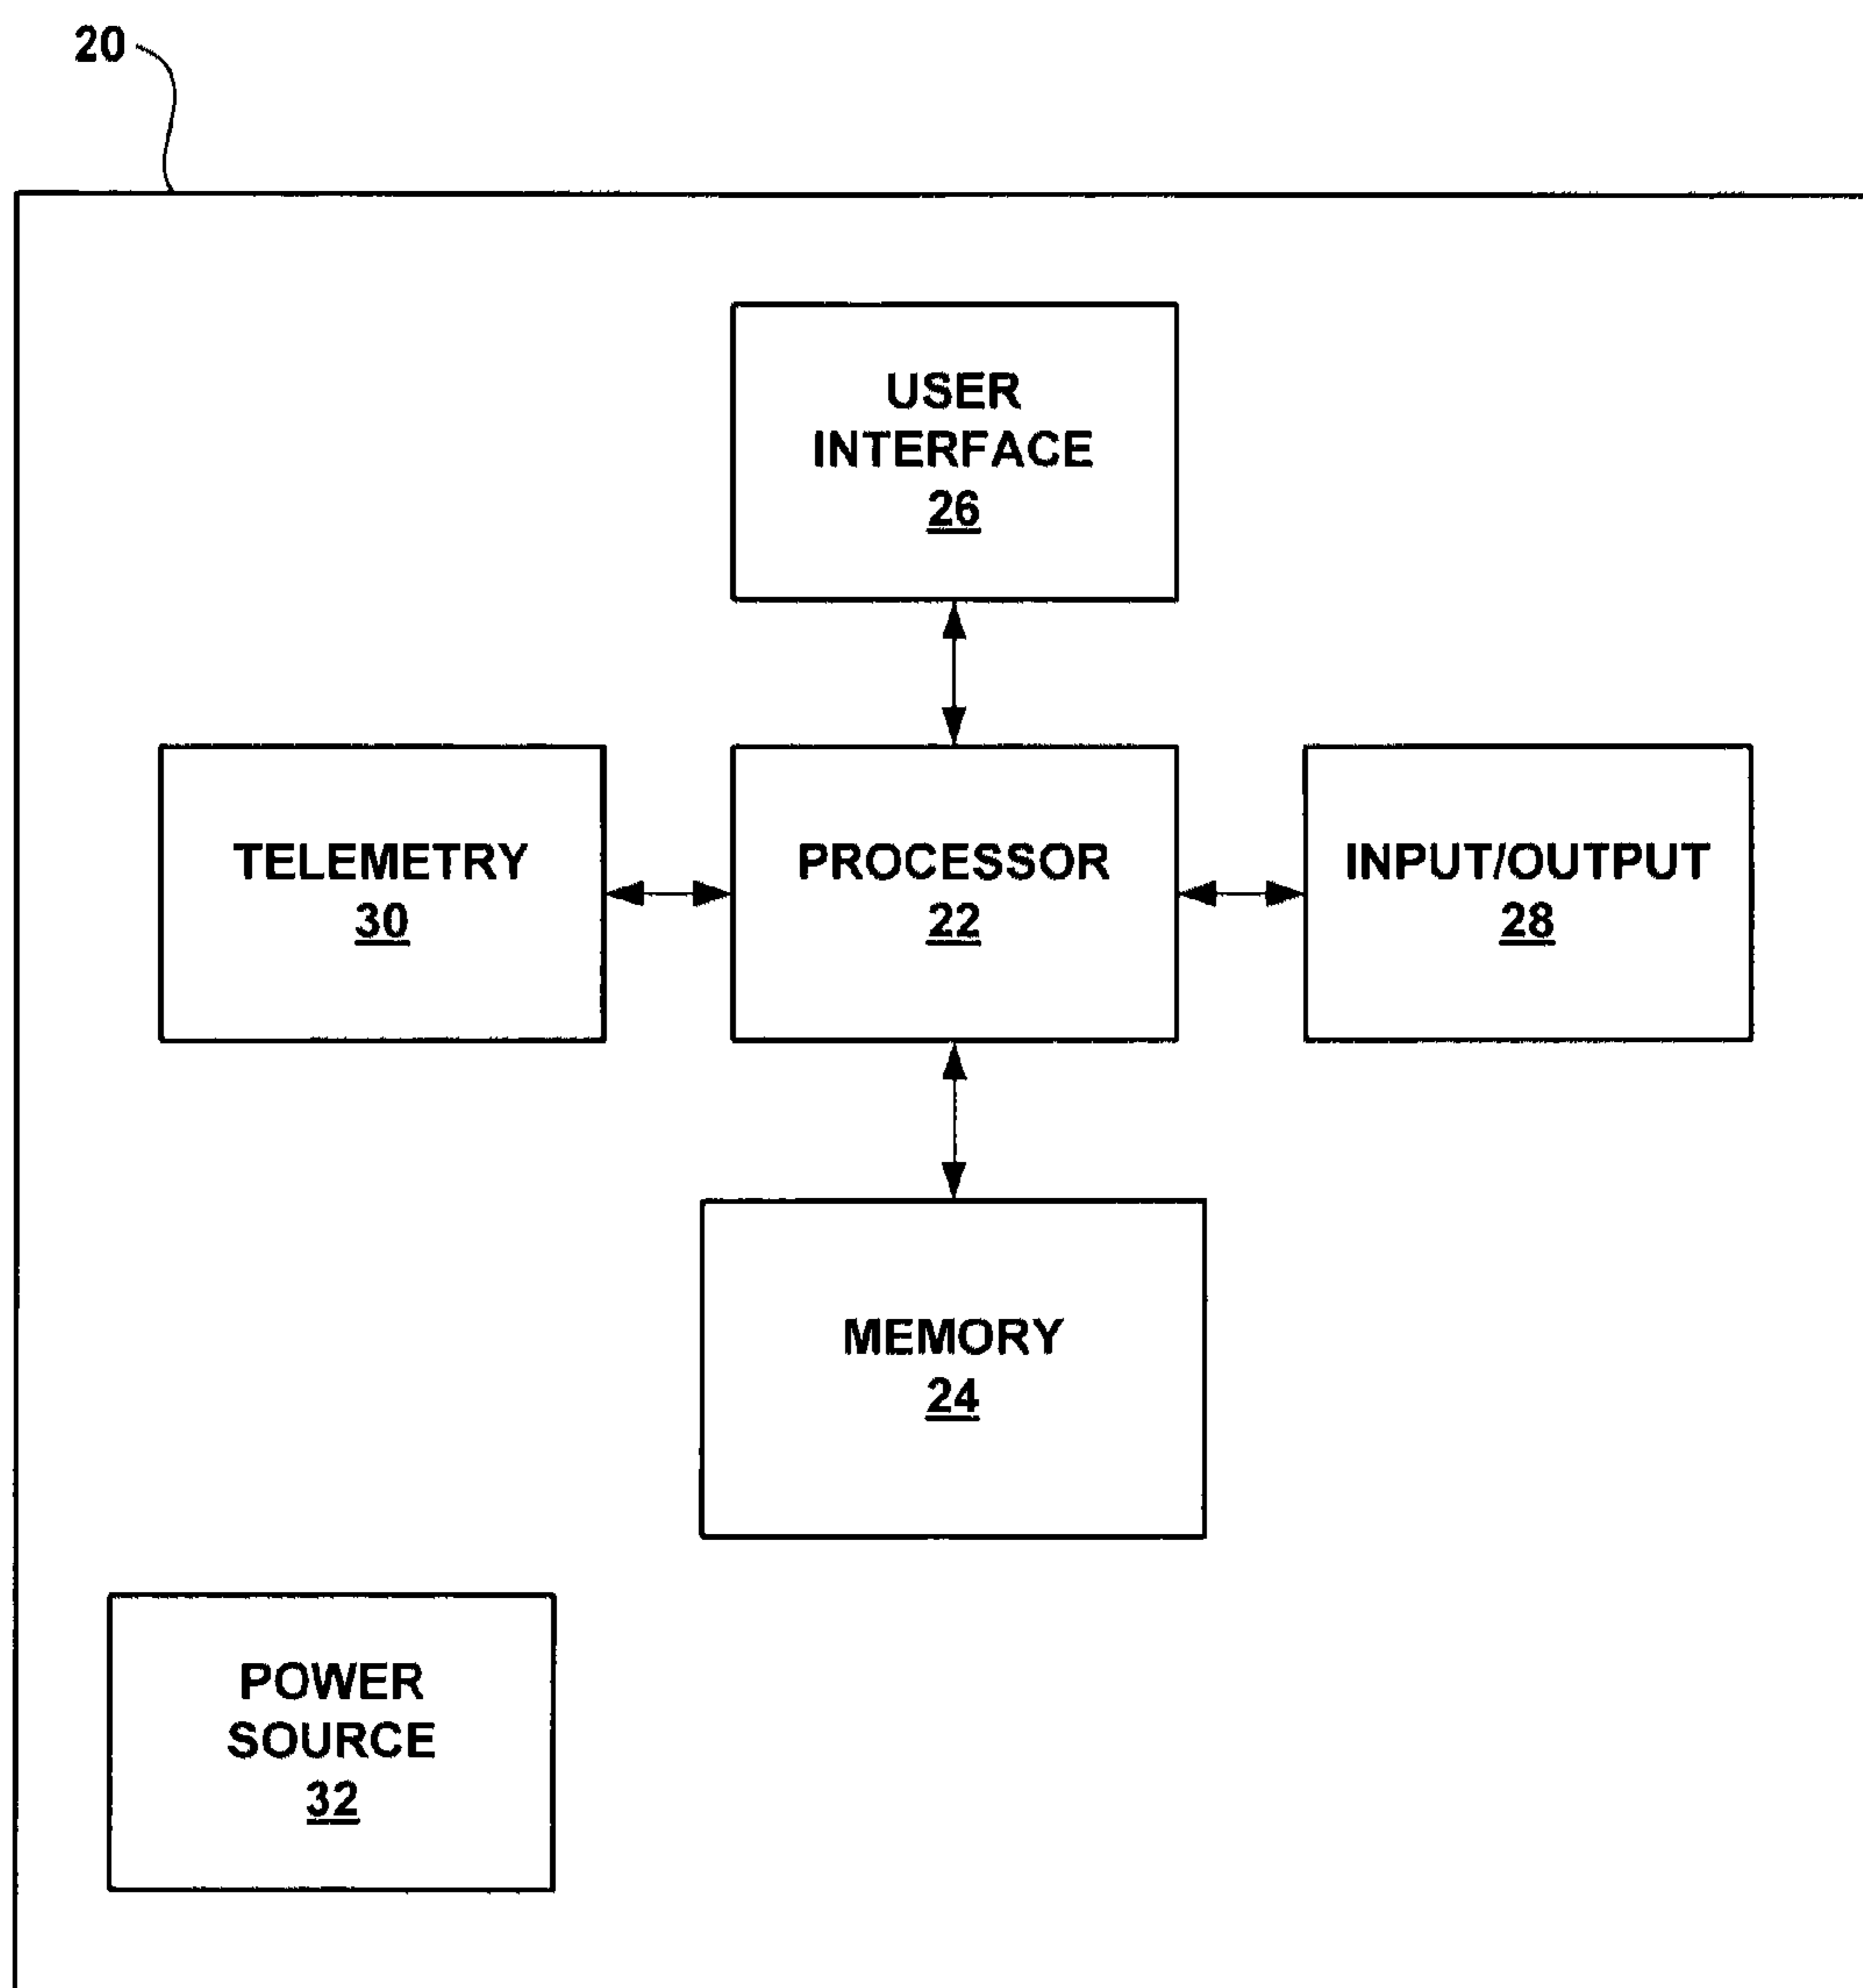 20
USER
INTERFACE
26
TELEMETRY
30
PROCESSOR
22
INPUT/OUTPUT
28
MEMORY
24
POWER
SOURCE
32